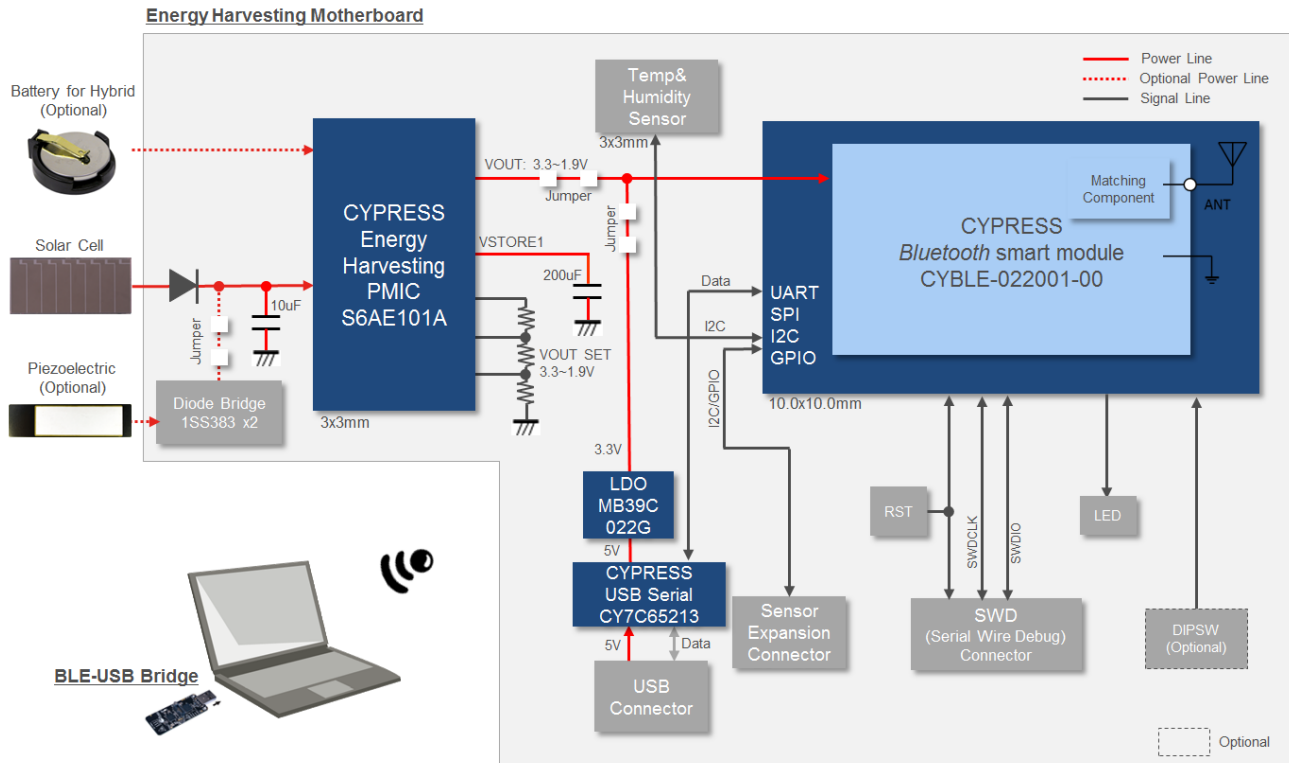 Energy Harvesting Motherboard
Power Line
Optional Power Line
Signal Line
Battery for Hybrid
(Optional)
Solar Cell
Piezoelectric
(Optional)
Jumper
10uF
Diode Bridge
1SS383 x2
CYPRESS
Energy
Harvesting
PMIC
S6AE101A
3x3mm
VOUT: 3.3~1.9V
Jumper
Jumper
VSTORE1
200uF
VOUT SET
3.3~1.9V
Temp&
Humidity
Sensor
3x3mm
Data
I2C
I2C/GPIO
UART
SPI
I2C
GPIO
10.0x10.0mm
CYPRESS
Bluetooth smart module
CYBLE-022001-00
Matching
Component
ANT
3.3V
LDO
MB39C
022G
5V
CYPRESS
USB Serial
CY7C65213
5V
Data
USB
Connector
Sensor
Expansion
Connector
RST
SWDCLK
SWDIO
SWD
(Serial Wire Debug)
Connector
LED
DIPSW
(Optional)
Optional
BLE-USB Bridge